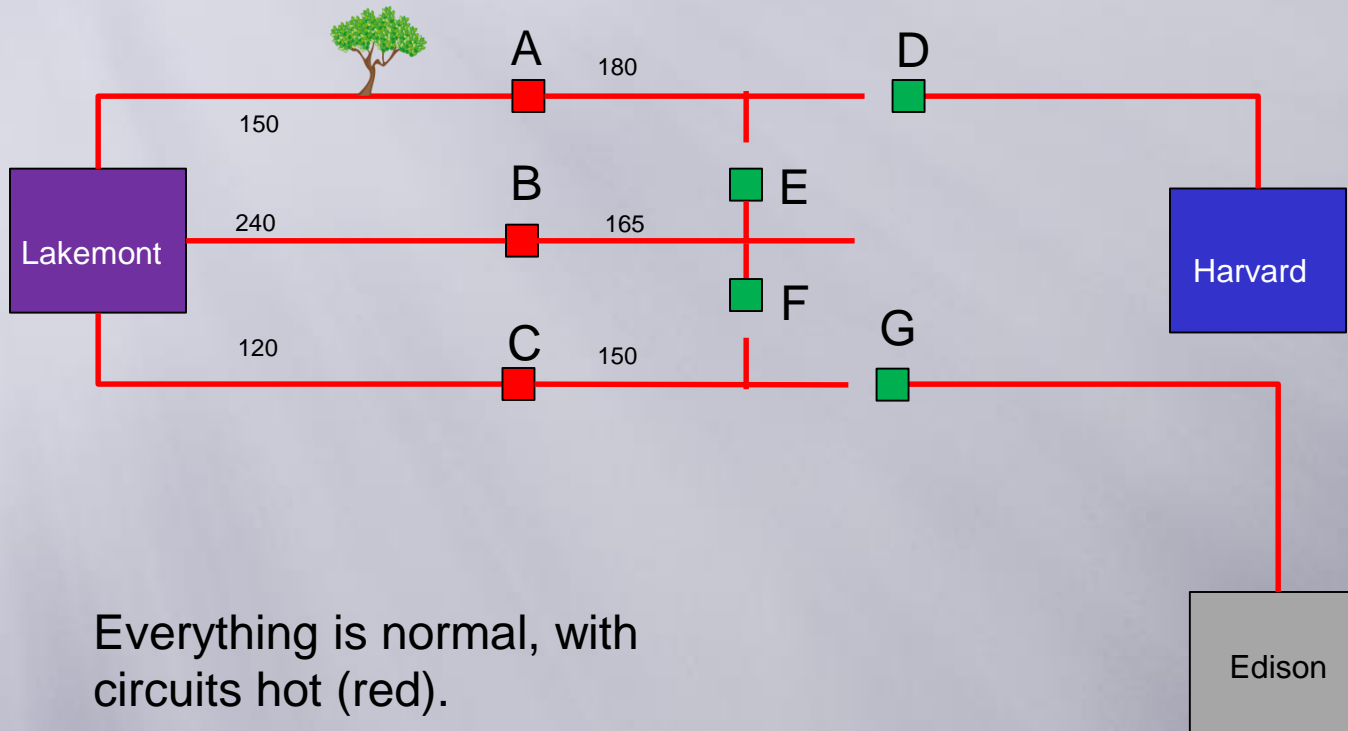 A
D
180
150
B
E
240
165
Lakemont
Harvard
F
G
120
C
150
Everything is normal, with
circuits hot (red).
Edison